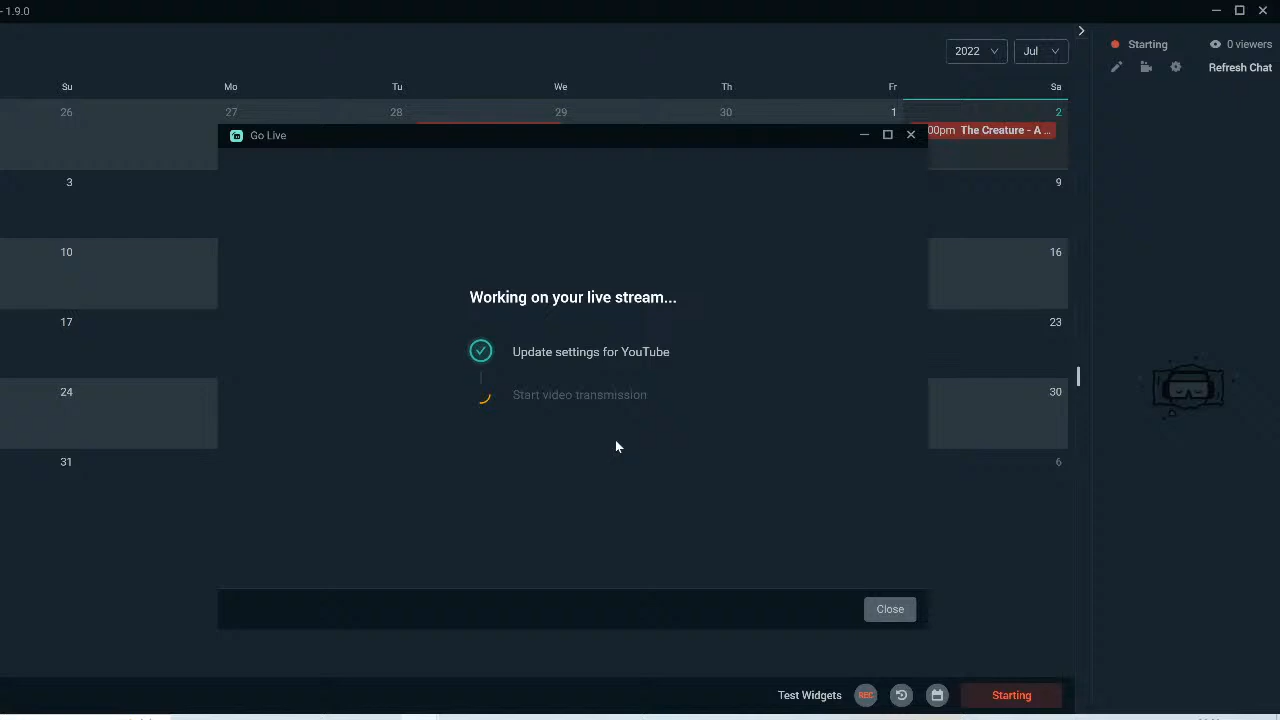 - 1.9.0
Starting
0 viewers
2022
Jul
Refresh Chat
Su
Mo
Tu
We
Th
Fr
Sa
26
27
28
29
30
1
2
00pm The Creature - A ...
Go Live
3
9
10
16
Working on your live stream...
17
23
Update settings for YouTube
24
30
Start video transmission
31
6
Close
Test Widgets
REC
Starting